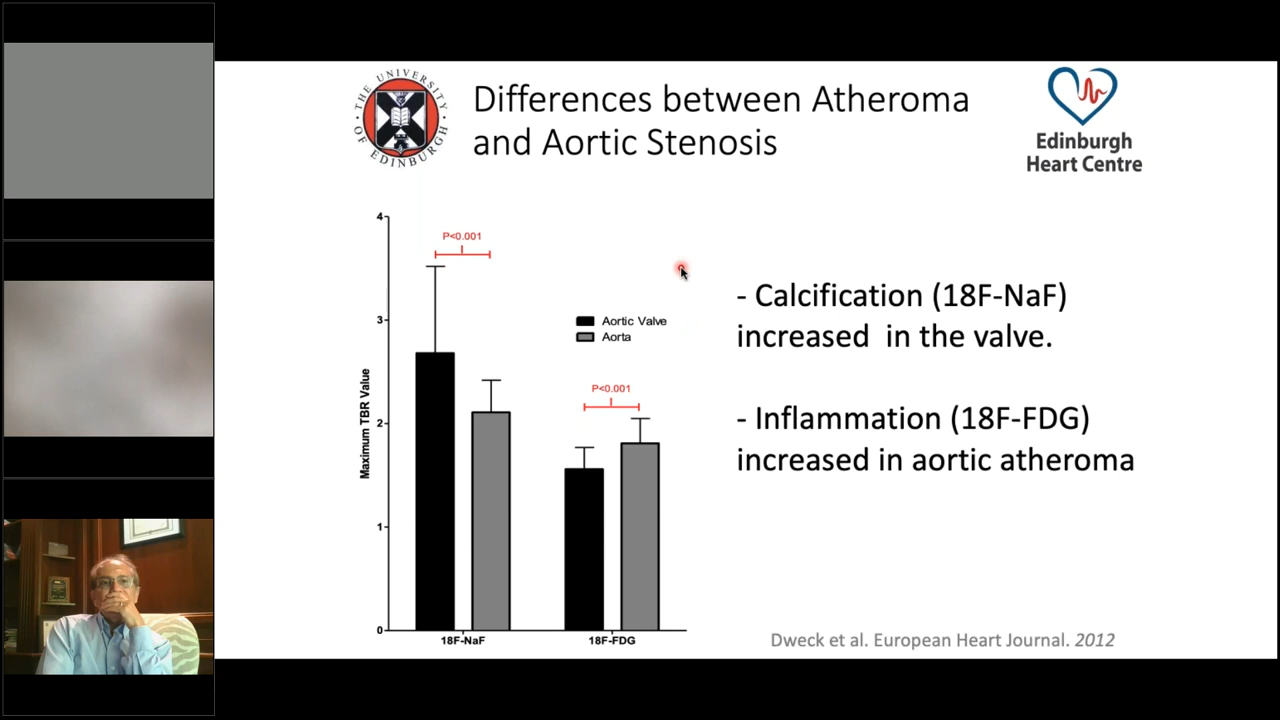 THE UNIVERSITY OF EDINBURGH
Differences between Atheroma
and Aortic Stenosis
Edinburgh
Heart Centre
4
3
2
1
0
Maximum TBR Value
P<0.001
Aortic Valve
Aorta
P<0.001
18F-NaF
18F-FDG
- Calcification (18F-NaF)
increased  in the valve.
- Inflammation (18F-FDG)
increased in aortic atheroma
Dweck et al. European Heart Journal. 2012